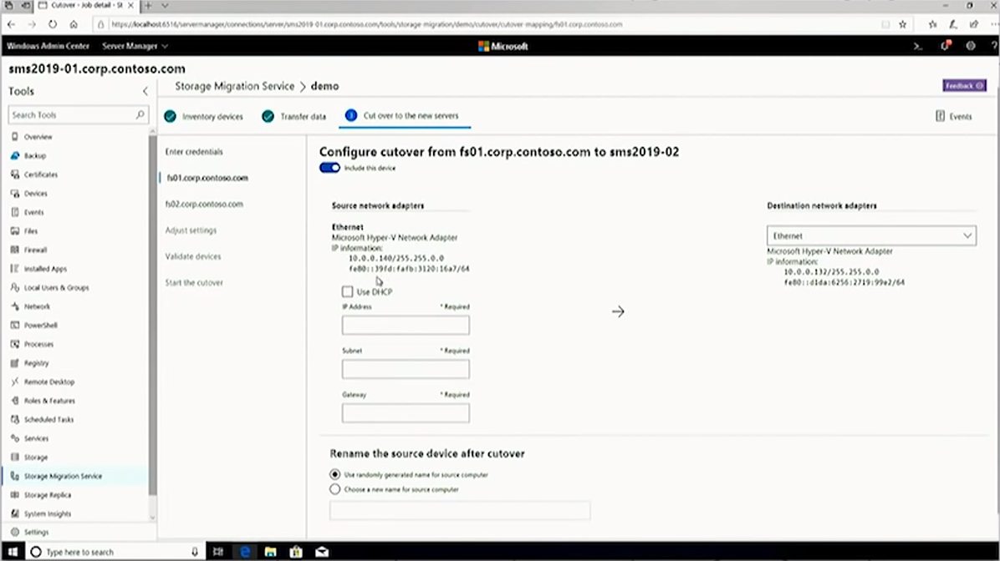 Cutover - Job detail - St
https://localhost:6516/servermanager/connections/server/sms2019-01.corp.contoso.com/tools/storage-migration/demo/cutover/cutover-mapping/fs01.corp.contoso.com
Windows Admin Center Server Manager
Microsoft
sms2019-01.corp.contoso.com
Tools
Search Tools
Overview
Backup
Certificates
Devices
Events
Files
Firewall
Installed Apps
Local Users & Groups
Network
PowerShell
Processes
Registry
Remote Desktop
Roles & Features
Scheduled Tasks
Services
Storage
Storage Migration Service
Storage Replica
System Insights
Settings
Storage Migration Service > demo
Feedback
Inventory devices
Transfer data
Cut over to the new servers
Events
Enter credentials
fs01.corp.contoso.com
fs02.corp.contoso.com
Adjust settings
Validate devices
Start the cutover
Configure cutover from fs01.corp.contoso.com to sms2019-02
Include this device
Source network adapters
Ethernet
Microsoft Hyper-V Network Adapter
IP information:
10.0.0.140/255.255.0.0
fe80::39fd:fafb:3120:16a7/64
Use DHCP
IP Address * Required
Subnet * Required
Gateway * Required
Destination network adapters
Ethernet
Microsoft Hyper-V Network Adapter
IP information:
10.0.0.132/255.255.0.0
fe80::d1da:6256:2719:99e2/64
Rename the source device after cutover
Use randomly generated name for source computer
Choose a new name for source computer
Type here to search